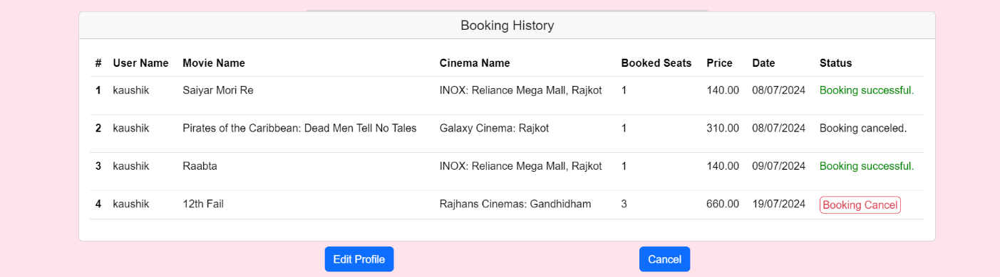 Booking History
# User Name Movie Name Cinema Name Booked Seats Price Date Status
1 kaushik Saiyar Mori Re INOX: Reliance Mega Mall, Rajkot 1 140.00 08/07/2024 Booking successful.
2 kaushik Pirates of the Caribbean: Dead Men Tell No Tales Galaxy Cinema: Rajkot 1 310.00 08/07/2024 Booking canceled.
3 kaushik Raabta INOX: Reliance Mega Mall, Rajkot 1 140.00 09/07/2024 Booking successful.
4 kaushik 12th Fail Rajhans Cinemas: Gandhidham 3 660.00 19/07/2024 Booking Cancel
Edit Profile Cancel